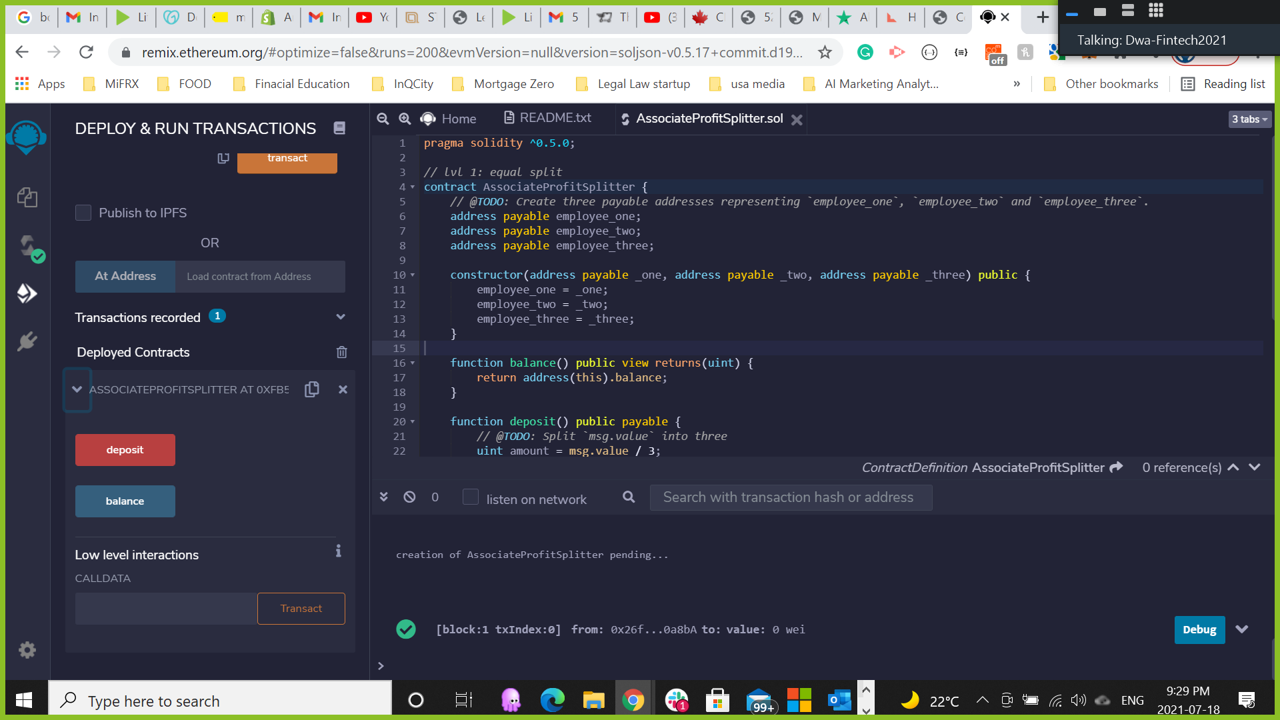 b
In
Li
G
m
A
In
Yo
St
Le
Li
5
Th
(3
C
5a
M
A
H
C
Talking: Dwa-Fintech2021
remix.ethereum.org/#optimize=false&runs=200&evmVersion=null&version=soljson-v0.5.17+commit.d19...
off
Apps
MiFRX
FOOD
Finacial Education
InQCity
Mortgage Zero
Legal Law startup
usa media
AI Marketing Analyt...
»
Other bookmarks
Reading list
DEPLOY & RUN TRANSACTIONS
transact
Publish to IPFS
OR
At Address
Load contract from Address
Transactions recorded 1
Deployed Contracts
ASSOCIATEPROFITSPLITTER AT 0XFB5
deposit
balance
Low level interactions
CALLDATA
Transact
Home
README.txt
AssociateProfitSplitter.sol
3 tabs
1 pragma solidity ^0.5.0;
2
3 // lvl 1: equal split
4 contract AssociateProfitSplitter {
5 // @TODO: Create three payable addresses representing `employee_one`, `employee_two` and `employee_three`.
6 address payable employee_one;
7 address payable employee_two;
8 address payable employee_three;
9
10 constructor(address payable _one, address payable _two, address payable _three) public {
11 employee_one = _one;
12 employee_two = _two;
13 employee_three = _three;
14 }
15
16 function balance() public view returns(uint) {
17 return address(this).balance;
18 }
19
20 function deposit() public payable {
21 // @TODO: Split `msg.value` into three
22 uint amount = msg.value / 3;
ContractDefinition AssociateProfitSplitter
0 reference(s)
0
listen on network
Search with transaction hash or address
creation of AssociateProfitSplitter pending...
[block:1 txIndex:0] from: 0x26f...0a8bA to: value: 0 wei
Debug
>
Type here to search
1
99+
22°C
ENG
9:29 PM
2021-07-18